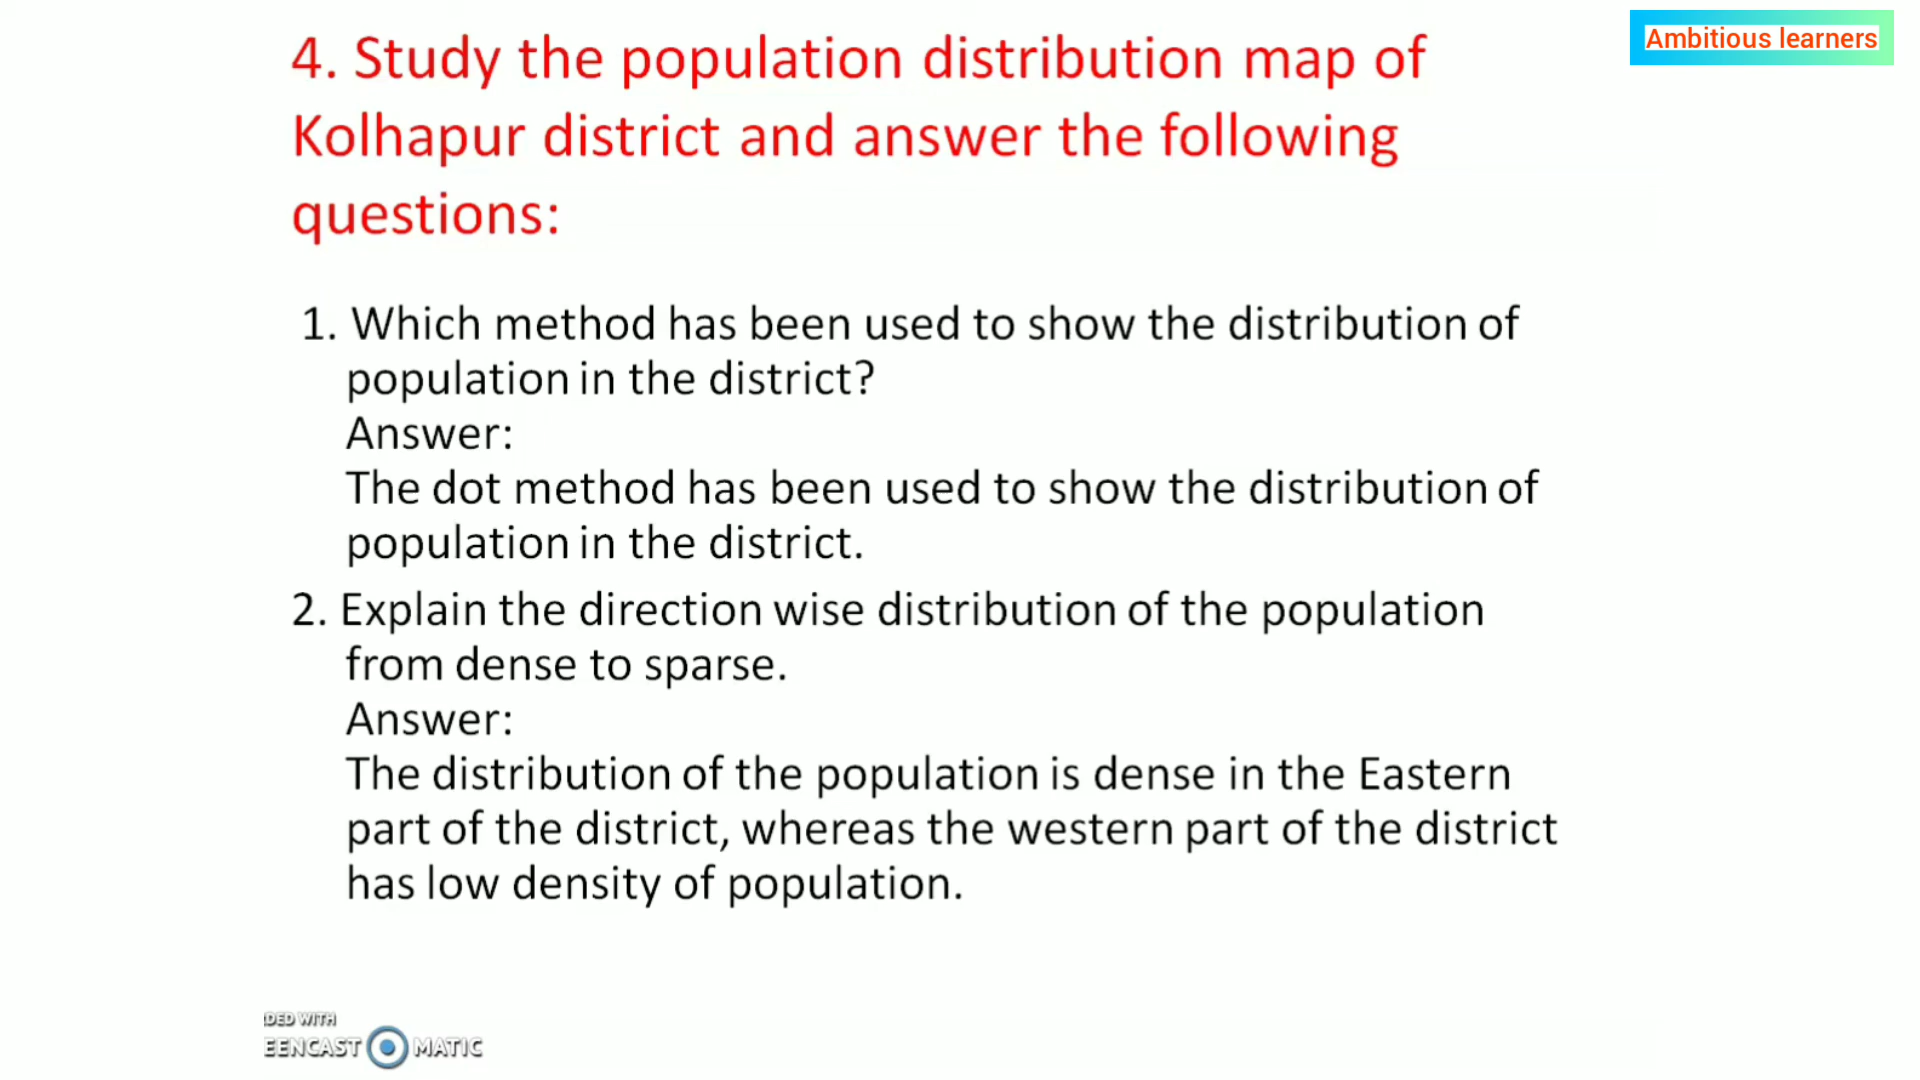 Ambitious learners
4. Study the population distribution map of
Kolhapur district and answer the following
questions:
1. Which method has been used to show the distribution of
population in the district?
Answer:
The dot method has been used to show the distribution of
population in the district.
2. Explain the direction wise distribution of the population
from dense to sparse.
Answer:
The distribution of the population is dense in the Eastern
part of the district, whereas the western part of the district
has low density of population.
DED WITH
EENCAST MATIC